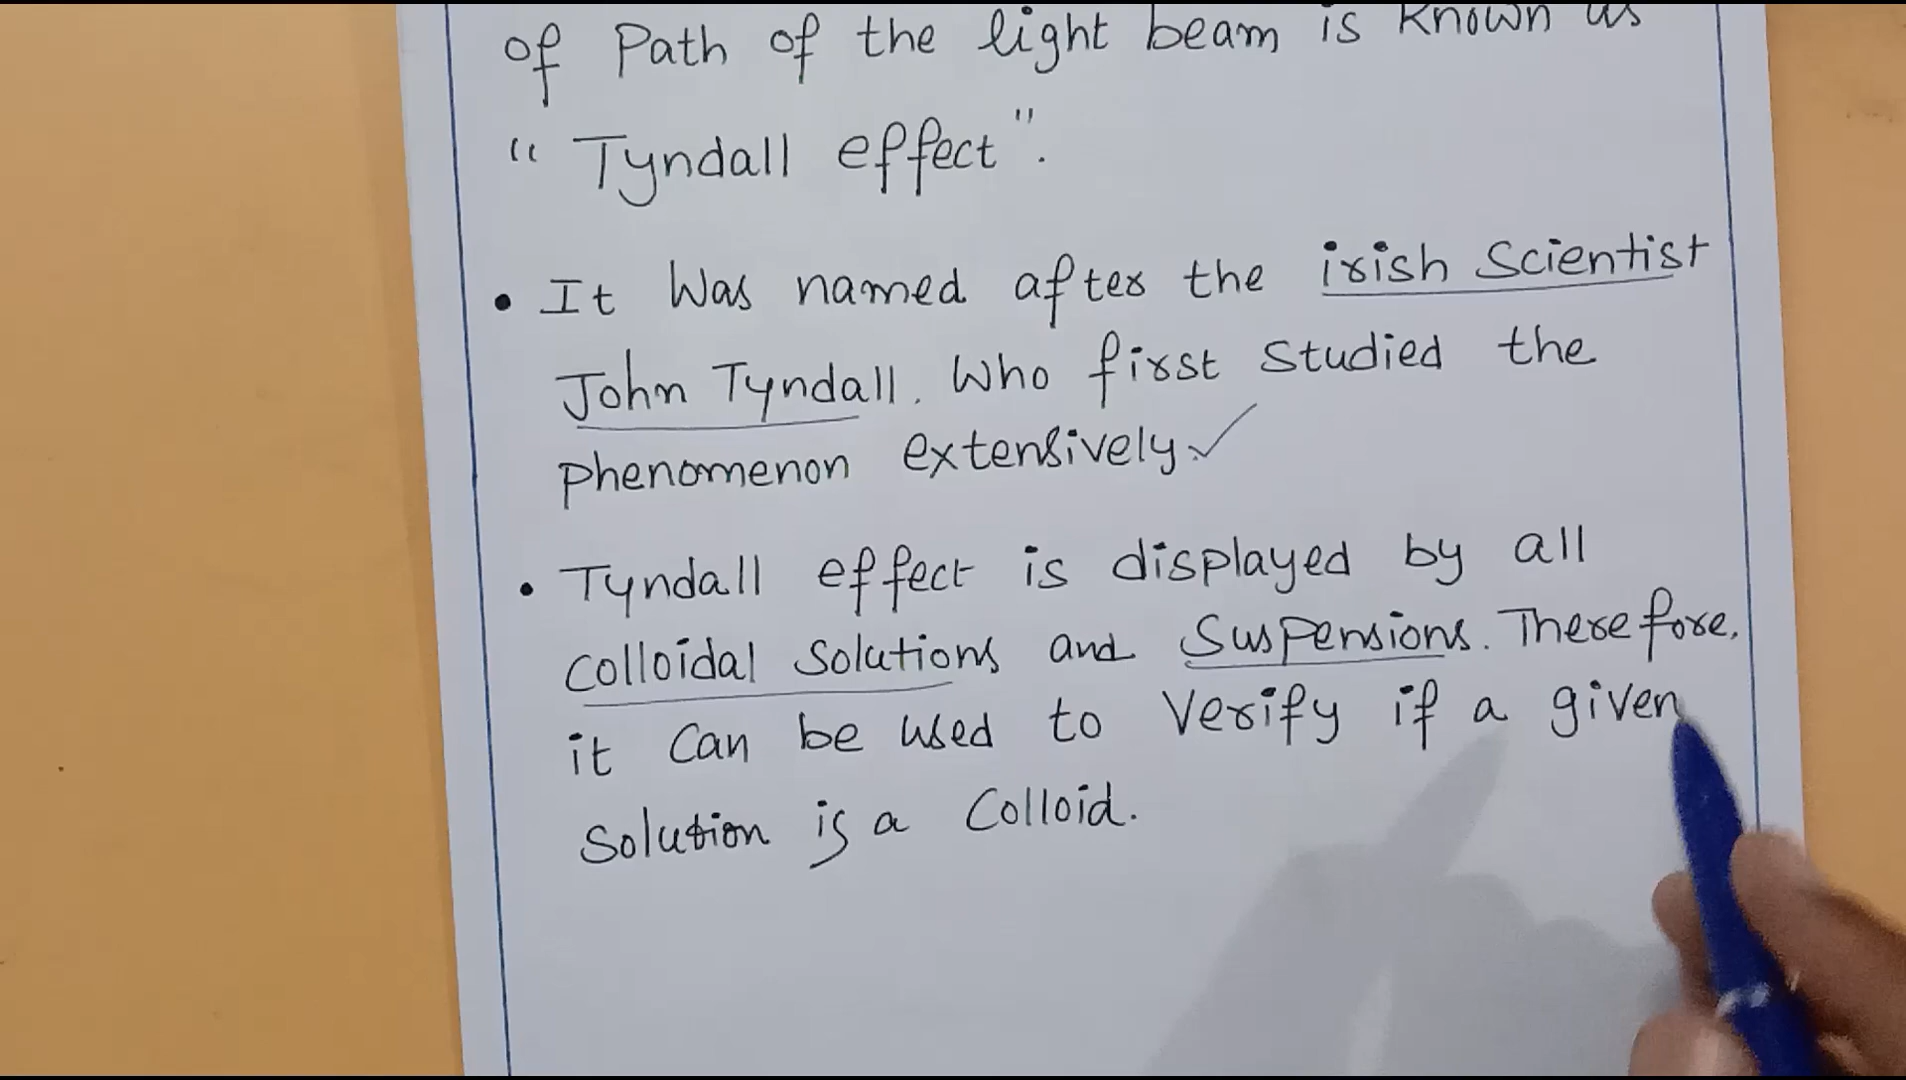 of Path of the light beam is known as
" Tyndall effect".
• It was named after the irish Scientist
John Tyndall. Who first studied the
phenomenon extensively ✓
• Tyndall effect is displayed by all
colloidal solutions and Suspensions. Therefore,
it can be used to Verify if a given
solution is a Colloid.